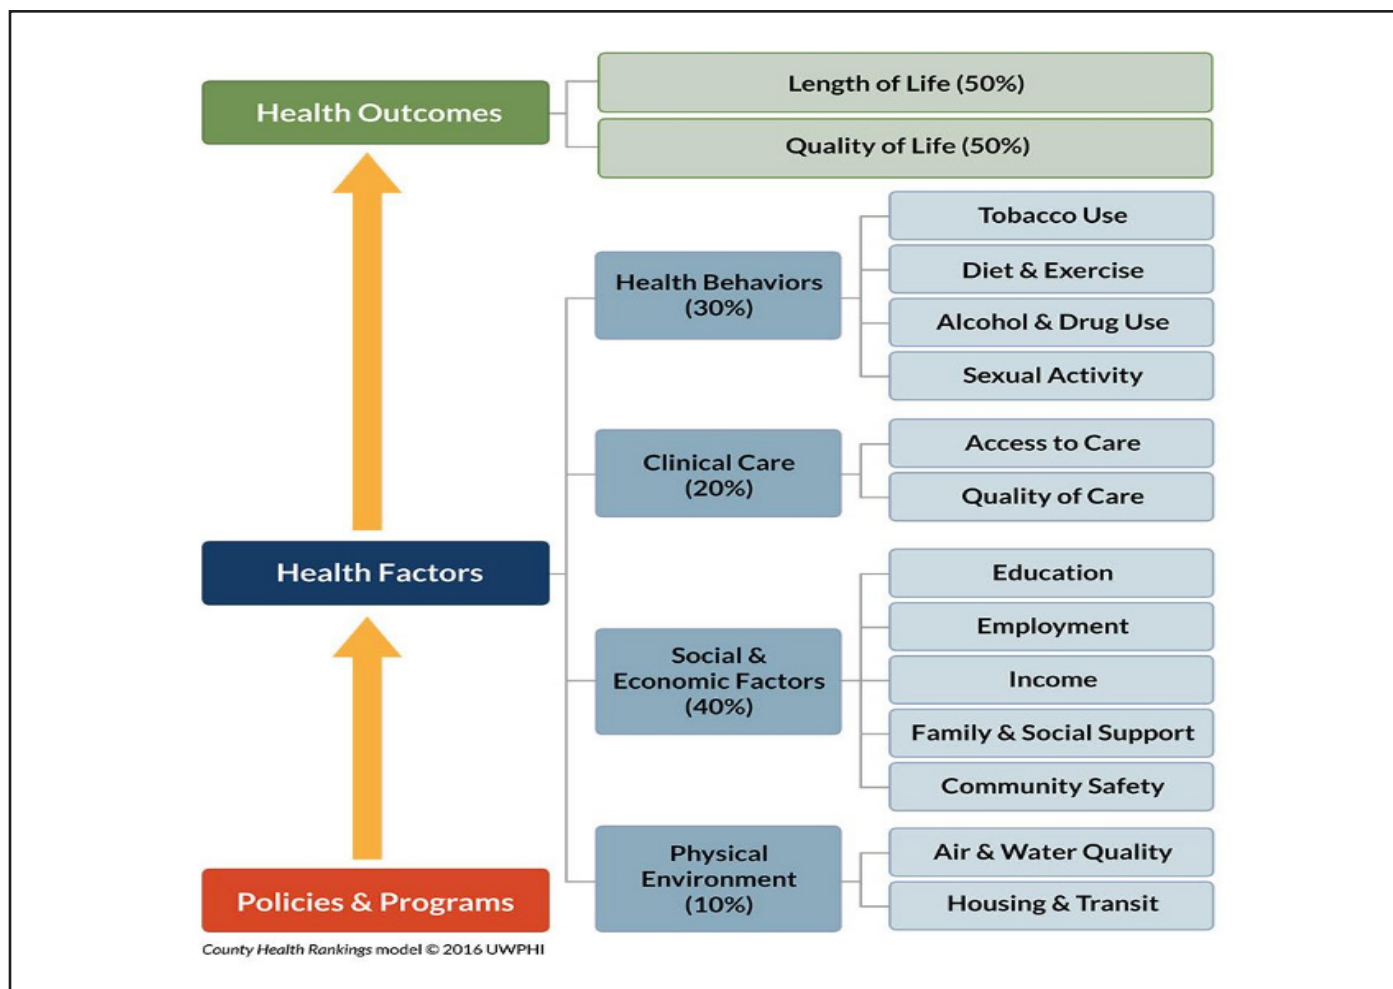 Health Outcomes
Length of Life (50%)
Quality of Life (50%)
Health Factors
Health Behaviors
(30%)
Tobacco Use
Diet & Exercise
Alcohol & Drug Use
Sexual Activity
Clinical Care
(20%)
Access to Care
Quality of Care
Social &
Economic Factors
(40%)
Education
Employment
Income
Family & Social Support
Community Safety
Physical
Environment
(10%)
Air & Water Quality
Housing & Transit
Policies & Programs
County Health Rankings model © 2016 UWPHI